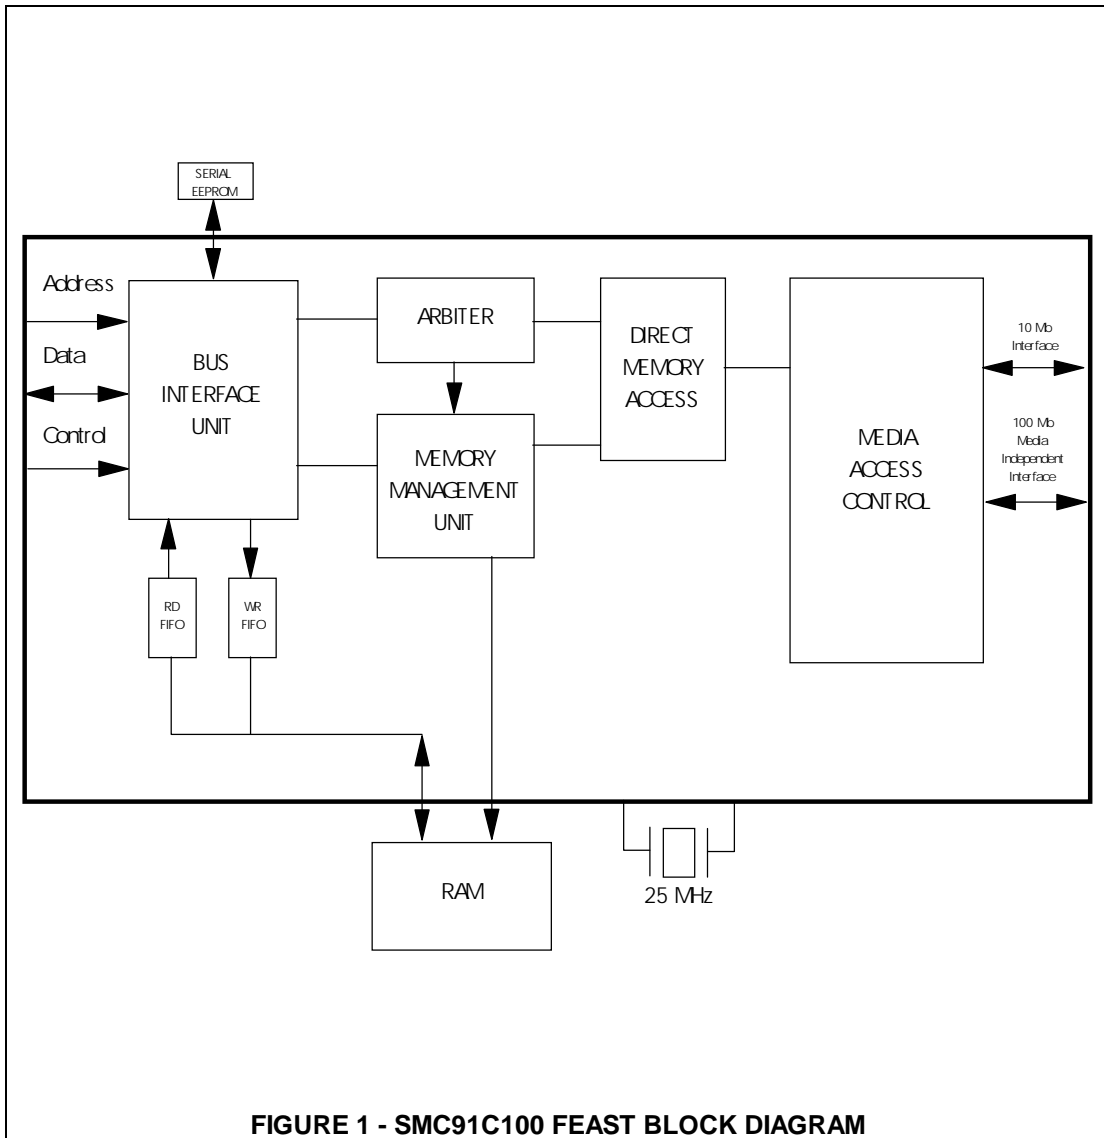 SERIAL
EEPROM
Address
Data
Control
BUS
INTERFACE
UNIT
ARBITER
MEMORY
MANAGEMENT
UNIT
DIRECT
MEMORY
ACCESS
MEDIA
ACCESS
CONTROL
10 Mb
Interface
100 Mb
Media
Independent
Interface
RD
FIFO
WR
FIFO
RAM
25 MHz
FIGURE 1 - SMC91C100 FEAST BLOCK DIAGRAM